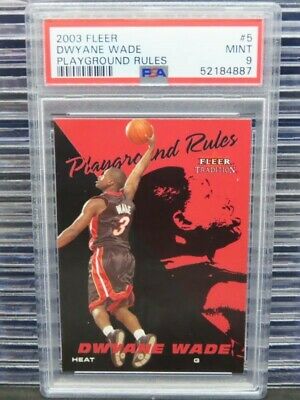 2003 FLEER #5
DWYANE WADE MINT
PLAYGROUND RULES 9
PSA 52184887
Playground Rules
FLEER
TRADITION
WADE
3
DWYANE WADE
HEAT G